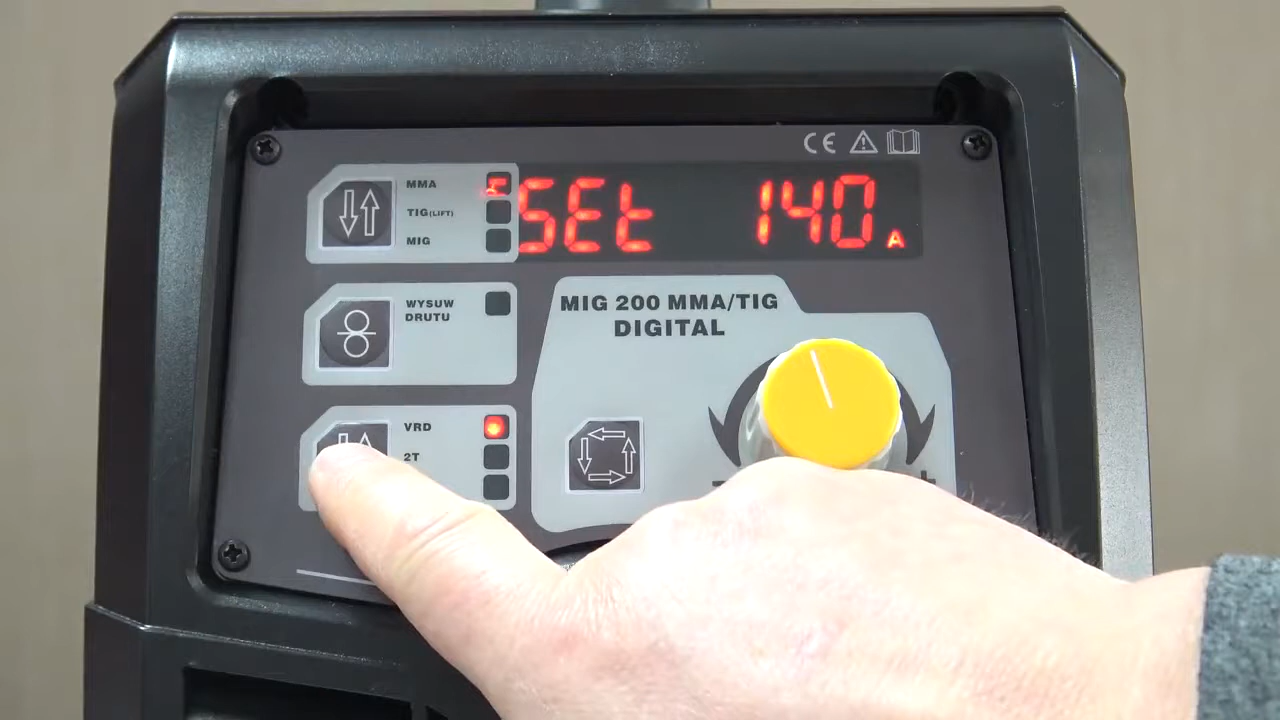 CE
MMA
TIG(LIFT)
MIG
SEt 140 A
WYSUW
DRUTU
MIG 200 MMA/TIG
DIGITAL
VRD
2T